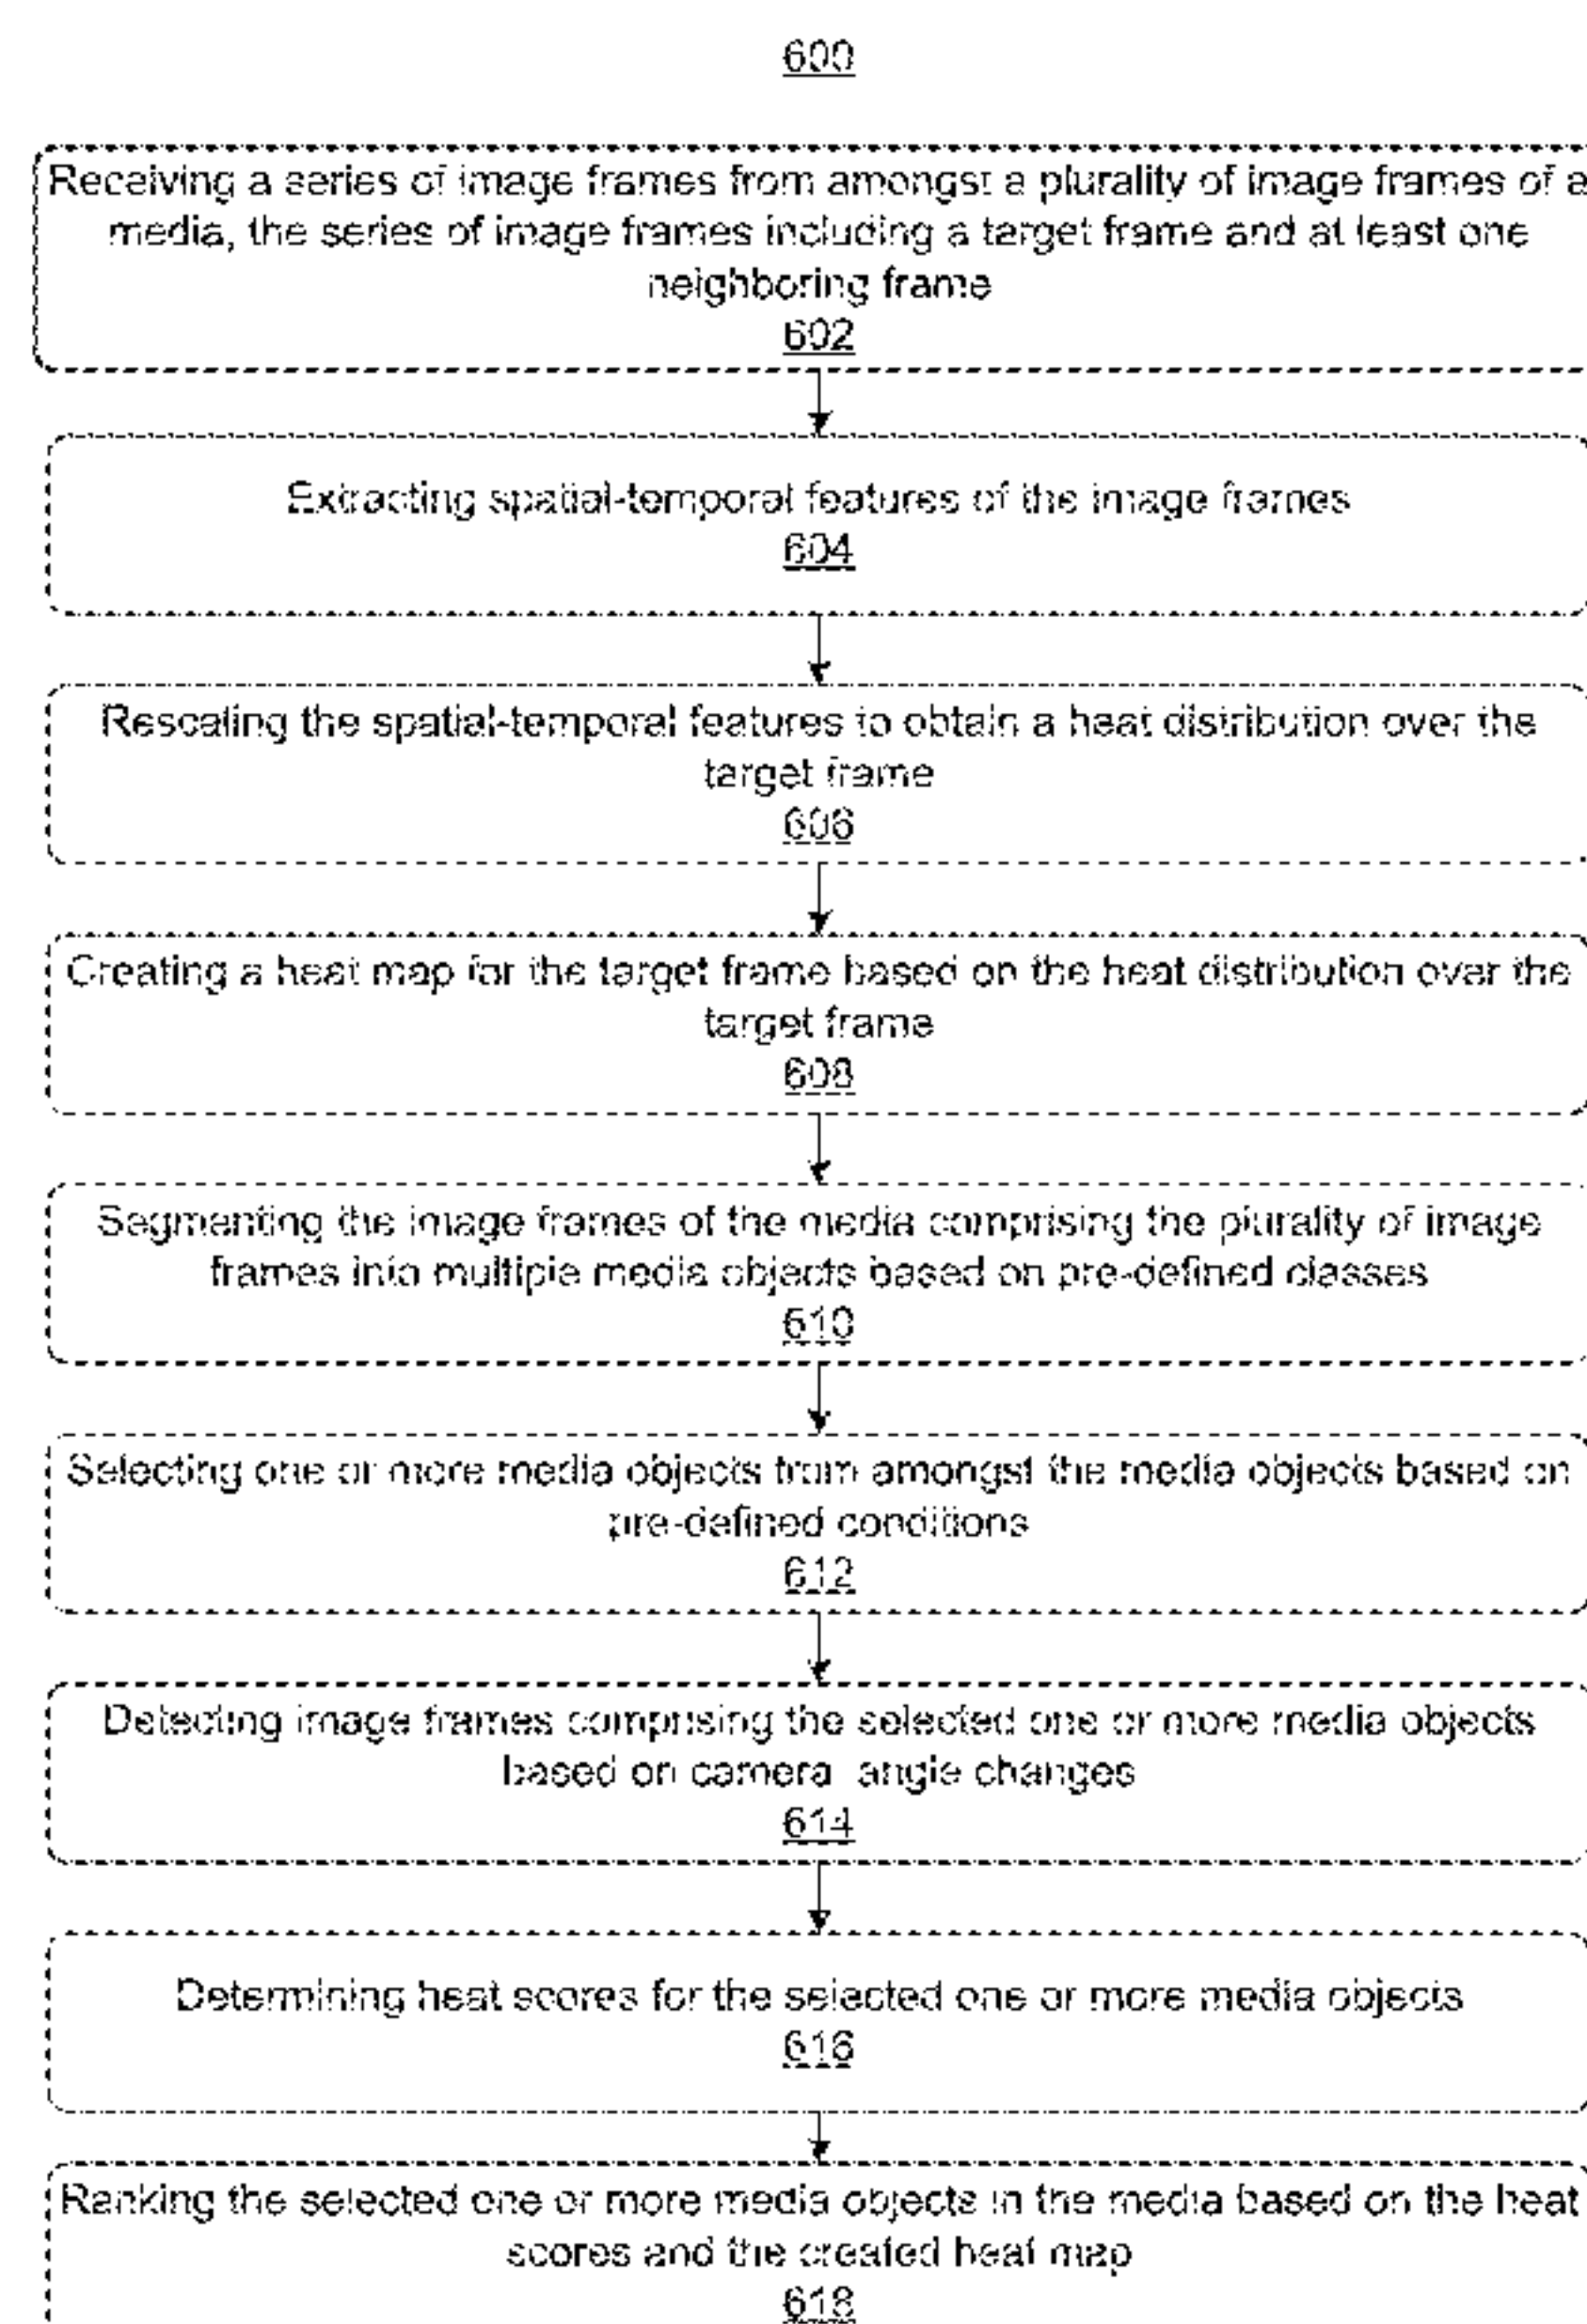 600
Receiving a series of image frames from amongst a plurality of image frames of a
media, the series of image frames including a target frame and at least one
neighboring frame
602
Extracting spatial-temporal features of the image frames
604
Rescaling the spatial-temporal features to obtain a heat distribution over the
target frame
606
Creating a heat map for the target frame based on the heat distribution over the
target frame
608
Segmenting the image frames of the media comprising the plurality of image
frames into multiple media objects based on pre-defined classes
610
Selecting one or more media objects from amongst the media objects based on
pre-defined conditions
612
Detecting image frames comprising the selected one or more media objects
based on camera angle changes
614
Determining heat scores for the selected one or more media objects
616
Ranking the selected one or more media objects in the media based on the heat
scores and the created heat map
618